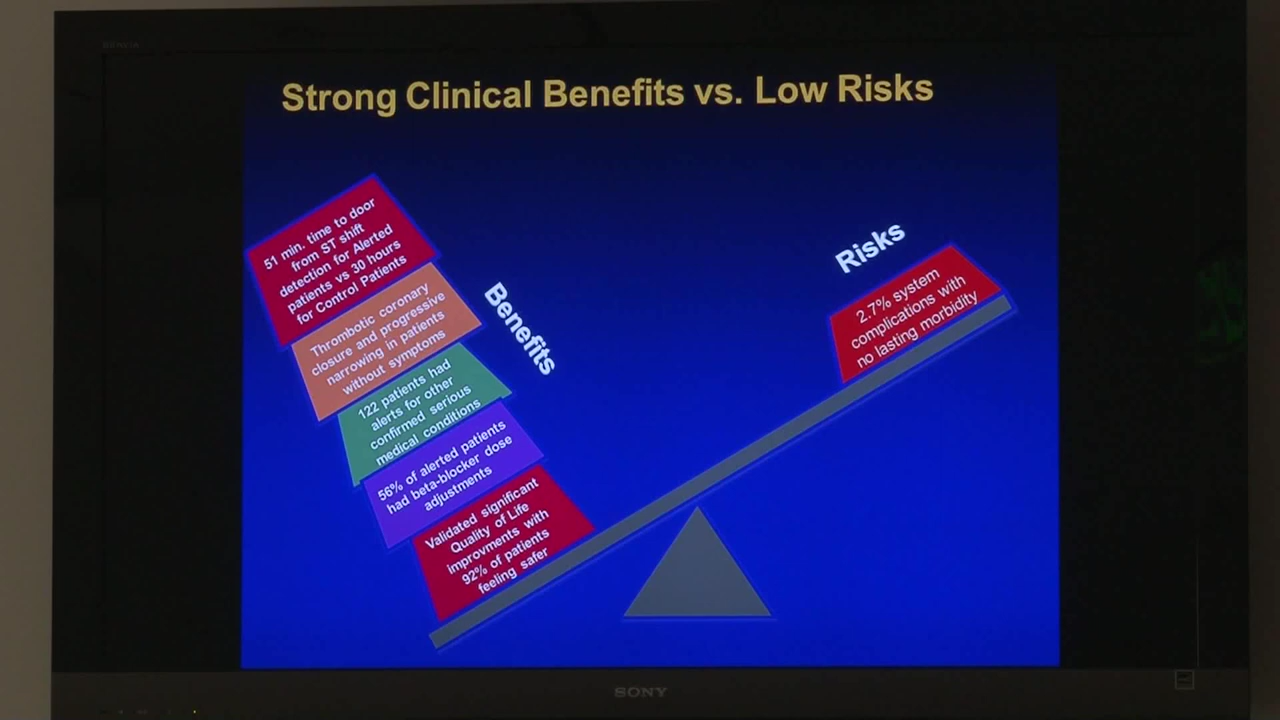 BRAVIA
Strong Clinical Benefits vs. Low Risks
51 min. time to door
from ST shift
detection for Alerted
patients vs 30 hours
for Control Patients
Thrombotic coronary
closure and progressive
narrowing in patients
without symptoms
122 patients had
alerts for other
confirmed serious
medical conditions
56% of alerted patients
had beta-blocker dose
adjustments
Validated significant
Quality of Life
improvments with
92% of patients
feeling safer
Benefits
Risks
2.7% system
complications with
no lasting morbidity
SONY